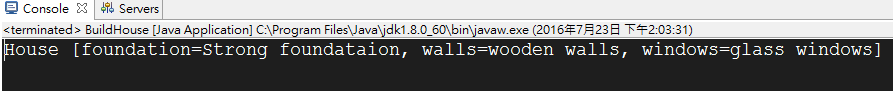 Console Servers
<terminated> BuildHouse [Java Application] C:\Program Files\Java\jdk1.8.0_60\bin\javaw.exe (2016年7月23日 下午2:03:31)
House [foundation=Strong foundataion, walls=wooden walls, windows=glass windows]